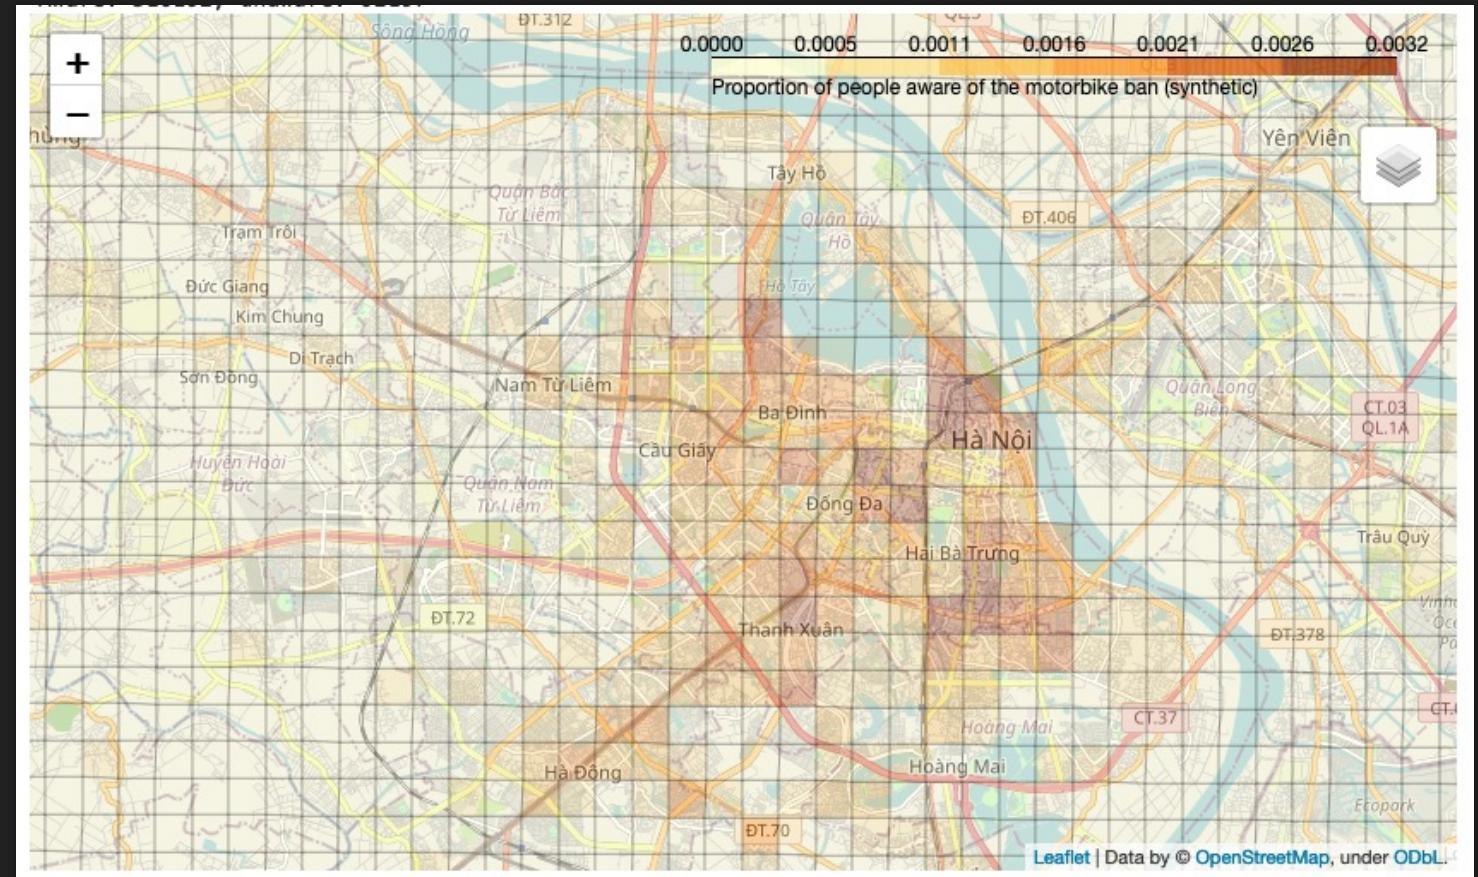 ĐT.312
Sông Hồng
0.0000 0.0005 0.0011 0.0016 0.0021 0.0026 0.0032
Proportion of people aware of the motorbike ban (synthetic)
+
−
Yên Viên
Tây Hồ
Quận Bắc
Từ Liêm
Quận Tây
Hồ
ĐT.406
Trạm Trôi
Đức Giang
Hồ Tây
Kim Chung
Di Trạch
Sơn Đồng
Nam Từ Liêm
Quận Long
Biên
Ba Đình
CT.03
QL.1A
Hà Nội
Cầu Giấy
Huyện Hoài
Đức
Quận Nam
Từ Liêm
Đống Đa
Trâu Quỳ
Hai Bà Trưng
ĐT.72
Thanh Xuân
ĐT.378
CT.37
Hoàng Mai
Hoàng Mai
Hà Đông
Ecopark
ĐT.70
Leaflet | Data by © OpenStreetMap, under ODbL.